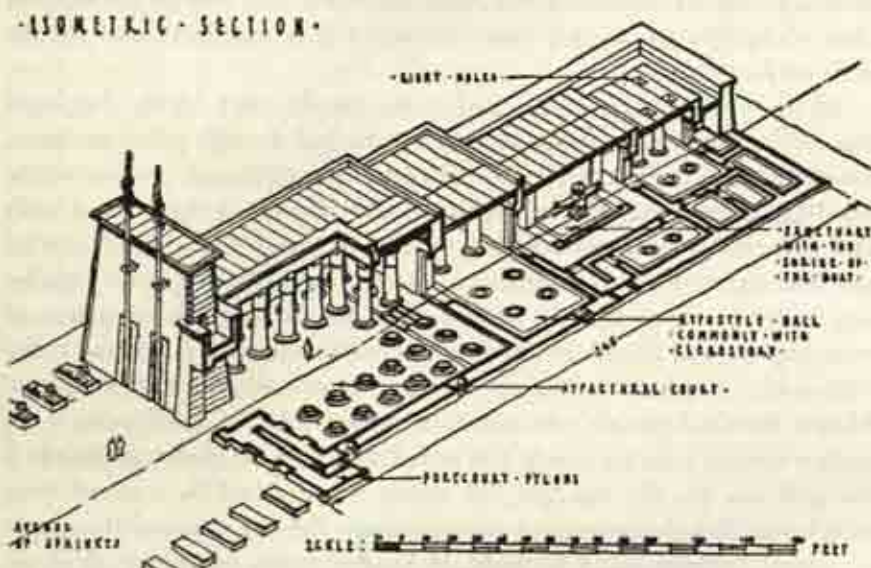 ·ISOMETRIC·SECTION·
·LIGHT·HOLES
·SANCTUARY
·WITH·THE
·SHRINE·OF·
·THE·BOAT·
HYPOSTYLE·HALL
·COMMONLY·WITH
·CLERESTORY·
·HYPAETHRAL·COURT·
·FORECOURT·PYLONS
AVENUE
OF SPHINXES
SCALE:
FEET